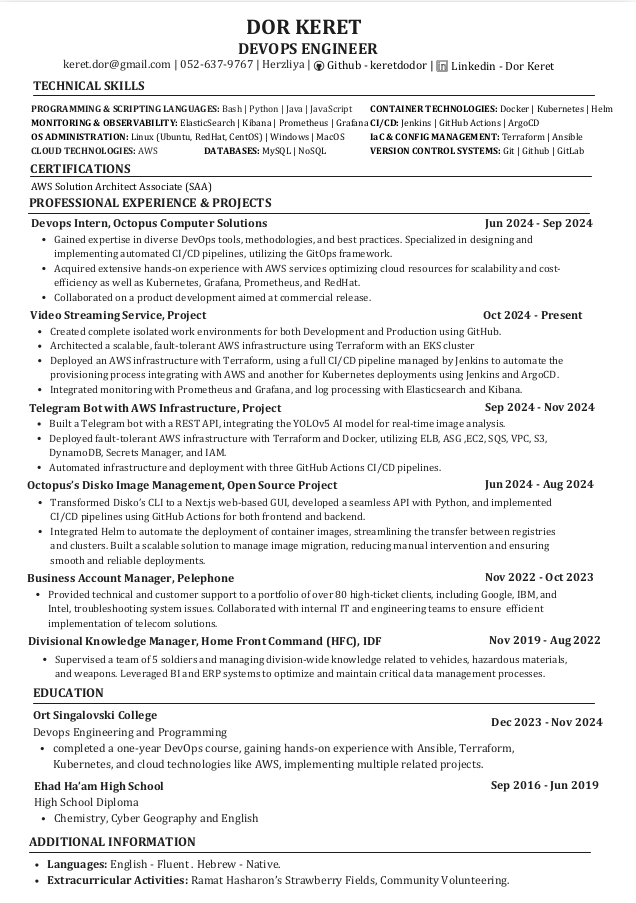 DOR KERET
DEVOPS ENGINEER
keret.dor@gmail.com | 052-637-9767 | Herzliya | Github - keretdodor | Linkedin - Dor Keret
TECHNICAL SKILLS
PROGRAMMING & SCRIPTING LANGUAGES: Bash | Python | Java | JavaScript CONTAINER TECHNOLOGIES: Docker | Kubernetes | Helm
MONITORING & OBSERVABILITY: ElasticSearch | Kibana | Prometheus | Grafana CI/CD: Jenkins | GitHub Actions | ArgoCD
OS ADMINISTRATION: Linux (Ubuntu, RedHat, CentOS) | Windows | MacOS IaC & CONFIG MANAGEMENT: Terraform | Ansible
CLOUD TECHNOLOGIES: AWS DATABASES: MySQL | NoSQL VERSION CONTROL SYSTEMS: Git | Github | GitLab
CERTIFICATIONS
AWS Solution Architect Associate (SAA)
PROFESSIONAL EXPERIENCE & PROJECTS
Devops Intern, Octopus Computer Solutions Jun 2024 - Sep 2024
• Gained expertise in diverse DevOps tools, methodologies, and best practices. Specialized in designing and
implementing automated CI/CD pipelines, utilizing the GitOps framework.
• Acquired extensive hands-on experience with AWS services optimizing cloud resources for scalability and cost-
efficiency as well as Kubernetes, Grafana, Prometheus, and RedHat.
• Collaborated on a product development aimed at commercial release.
Video Streaming Service, Project Oct 2024 - Present
• Created complete isolated work environments for both Development and Production using GitHub.
• Architected a scalable, fault-tolerant AWS infrastructure using Terraform with an EKS cluster
• Deployed an AWS infrastructure with Terraform, using a full CI/CD pipeline managed by Jenkins to automate the
provisioning process integrating with AWS and another for Kubernetes deployments using Jenkins and ArgoCD.
• Integrated monitoring with Prometheus and Grafana, and log processing with Elasticsearch and Kibana.
Telegram Bot with AWS Infrastructure, Project Sep 2024 - Nov 2024
• Built a Telegram bot with a REST API, integrating the YOLOv5 AI model for real-time image analysis.
• Deployed fault-tolerant AWS infrastructure with Terraform and Docker, utilizing ELB, ASG ,EC2, SQS, VPC, S3,
DynamoDB, Secrets Manager, and IAM.
• Automated infrastructure and deployment with three GitHub Actions CI/CD pipelines.
Octopus's Disko Image Management, Open Source Project Jun 2024 - Aug 2024
• Transformed Disko's CLI to a Next.js web-based GUI, developed a seamless API with Python, and implemented
CI/CD pipelines using GitHub Actions for both frontend and backend.
• Integrated Helm to automate the deployment of container images, streamlining the transfer between registries
and clusters. Built a scalable solution to manage image migration, reducing manual intervention and ensuring
smooth and reliable deployments.
Business Account Manager, Pelephone Nov 2022 - Oct 2023
• Provided technical and customer support to a portfolio of over 80 high-ticket clients, including Google, IBM, and
Intel, troubleshooting system issues. Collaborated with internal IT and engineering teams to ensure efficient
implementation of telecom solutions.
Divisional Knowledge Manager, Home Front Command (HFC), IDF Nov 2019 - Aug 2022
• Supervised a team of 5 soldiers and managing division-wide knowledge related to vehicles, hazardous materials,
and weapons. Leveraged BI and ERP systems to optimize and maintain critical data management processes.
EDUCATION
Ort Singalovski College Dec 2023 - Nov 2024
Devops Engineering and Programming
• completed a one-year DevOps course, gaining hands-on experience with Ansible, Terraform,
Kubernetes, and cloud technologies like AWS, implementing multiple related projects.
Ehad Ha'am High School Sep 2016 - Jun 2019
High School Diploma
• Chemistry, Cyber Geography and English
ADDITIONAL INFORMATION
• Languages: English - Fluent . Hebrew - Native.
• Extracurricular Activities: Ramat Hasharon's Strawberry Fields, Community Volunteering.